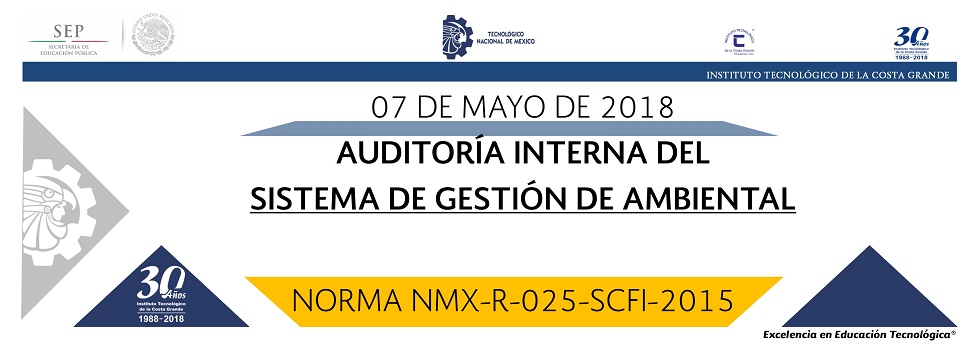 SEP
SECRETARÍA DE
EDUCACIÓN PÚBLICA
TECNOLÓGICO
NACIONAL DE MÉXICO
30
Años
Instituto Tecnológico
de la Costa Grande
1988-2018
INSTITUTO TECNOLÓGICO DE LA COSTA GRANDE
07 DE MAYO DE 2018
AUDITORÍA INTERNA DEL
SISTEMA DE GESTIÓN DE AMBIENTAL
30
Años
Instituto Tecnológico
de la Costa Grande
1988-2018
NORMA NMX-R-025-SCFI-2015
Excelencia en Educación Tecnológica®